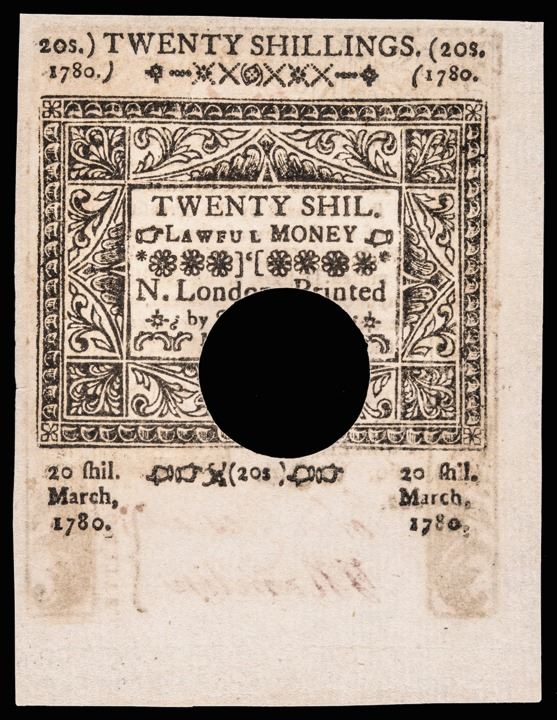 20s.) TWENTY SHILLINGS. (20s.
1780.) (1780.
TWENTY SHIL.
LAWFUL MONEY
N. London Printed
by
20 ſhil. (20s.) 20 ſhil.
March, March,
1780. 1780.